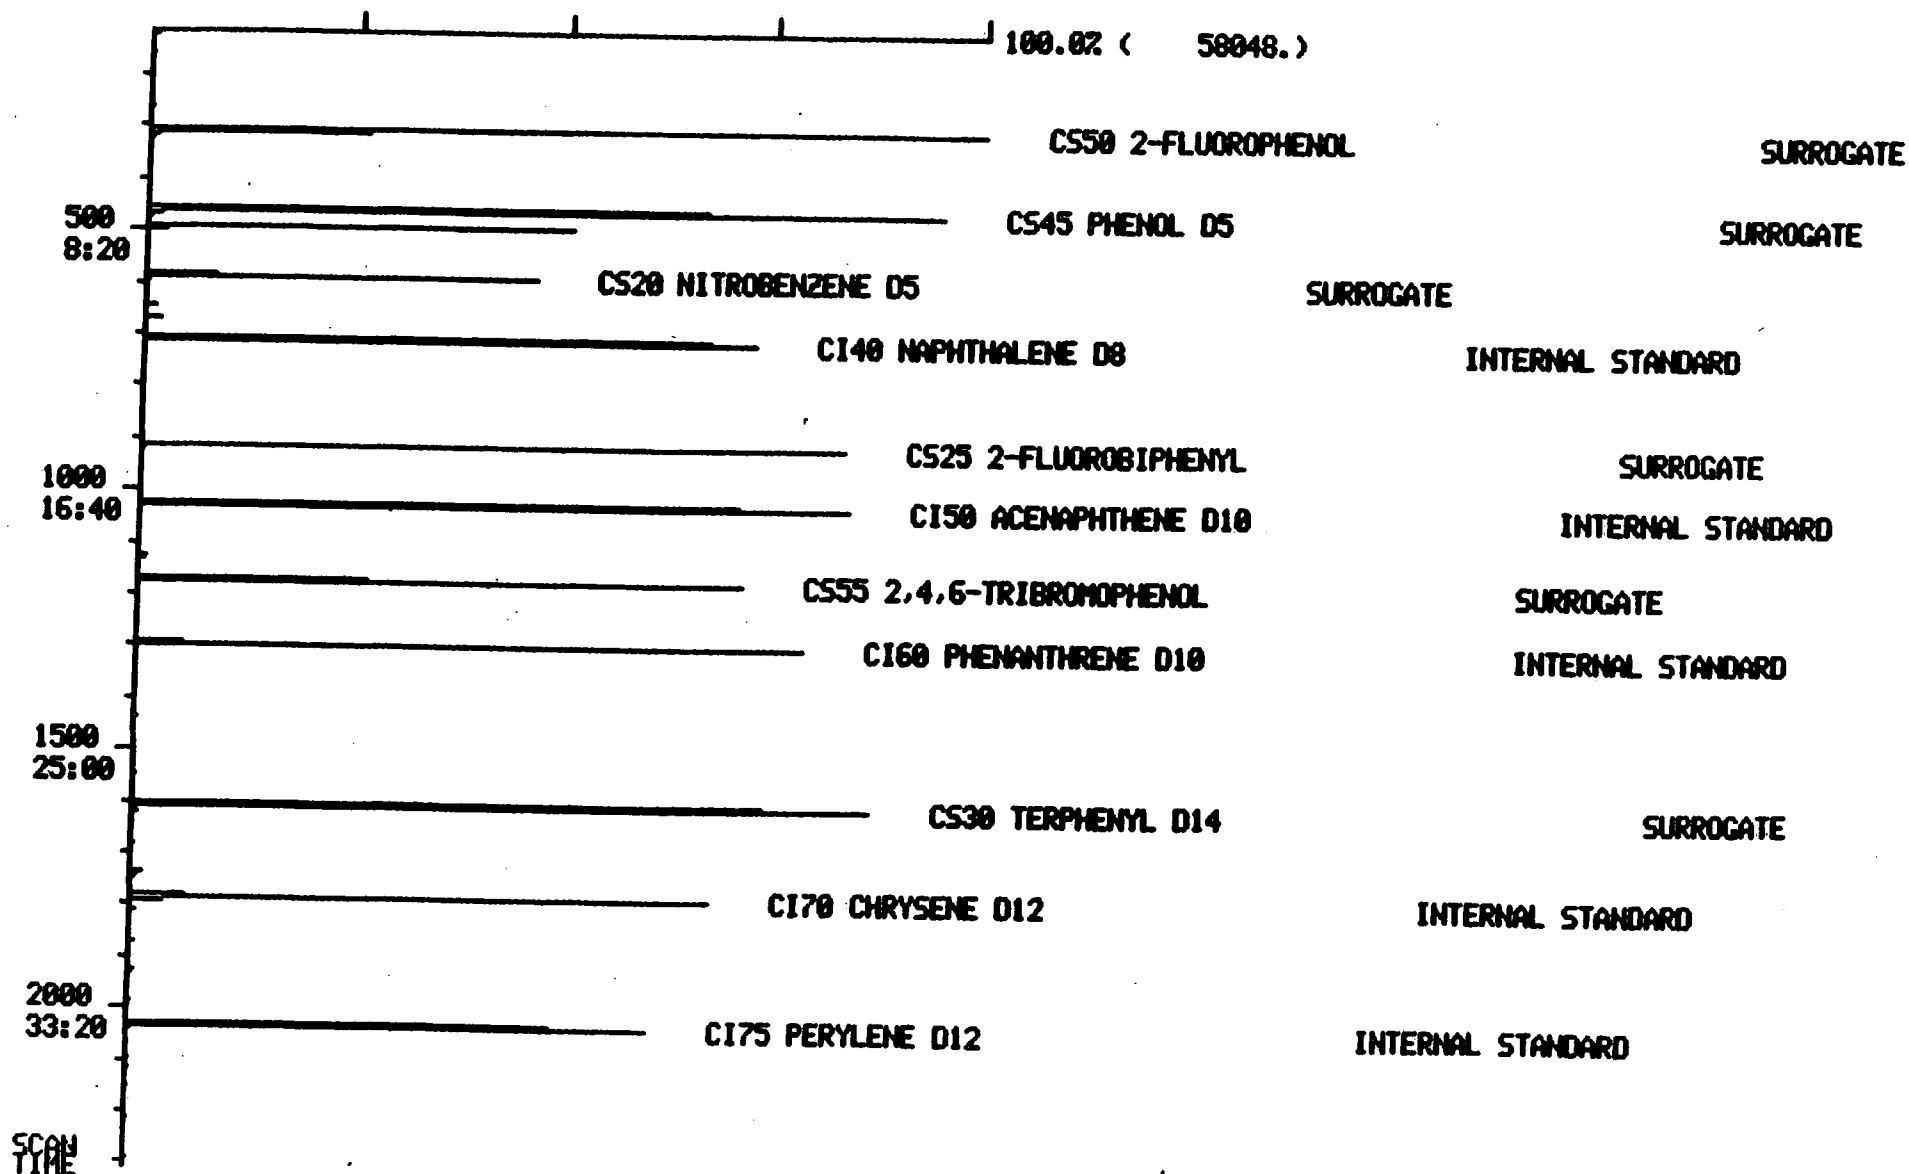 100.0% ( 58048.)
CS50 2-FLUOROPHENOL SURROGATE
500
8:20
CS45 PHENOL D5 SURROGATE
CS20 NITROBENZENE D5 SURROGATE
CI40 NAPHTHALENE D8 INTERNAL STANDARD
CS25 2-FLUOROBIPHENYL SURROGATE
1000
16:40
CI50 ACENAPHTHENE D10 INTERNAL STANDARD
CS55 2,4,6-TRIBROMOPHENOL SURROGATE
CI60 PHENANTHRENE D10 INTERNAL STANDARD
1500
25:00
CS30 TERPHENYL D14 SURROGATE
CI70 CHRYSENE D12 INTERNAL STANDARD
2000
33:20
CI75 PERYLENE D12 INTERNAL STANDARD
SCAN
TIME